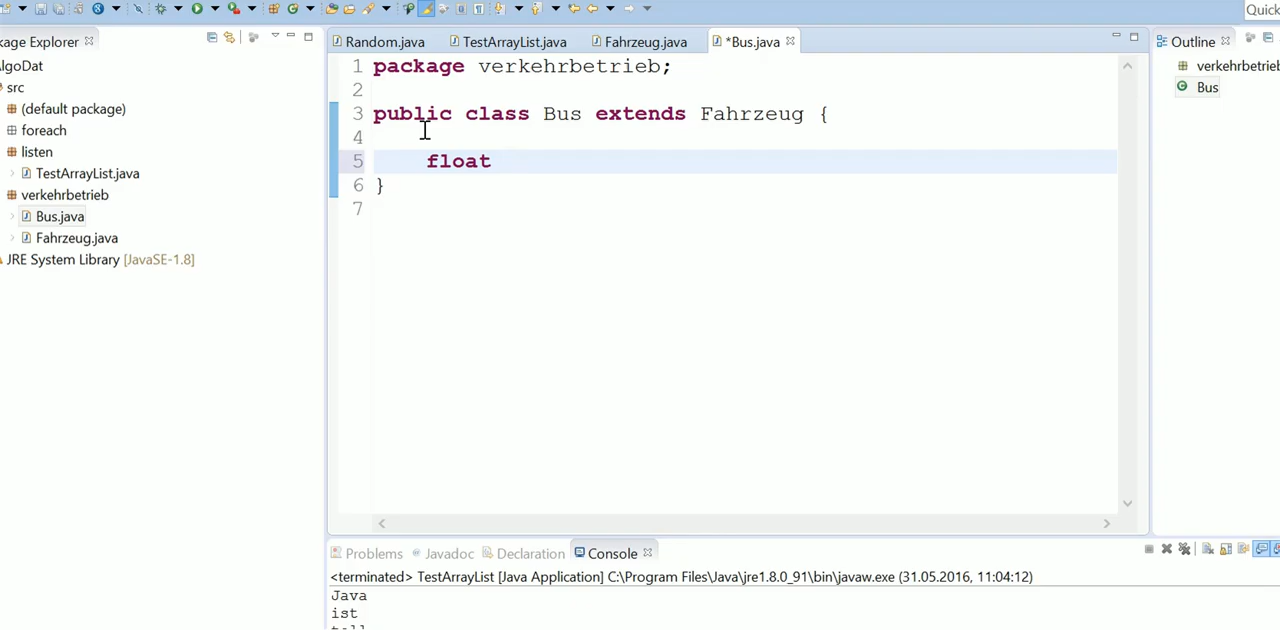 Quick
kage Explorer
AlgoDat
src
(default package)
foreach
listen
TestArrayList.java
verkehrbetrieb
Bus.java
Fahrzeug.java
JRE System Library [JavaSE-1.8]
Random.java TestArrayList.java Fahrzeug.java *Bus.java
1 package verkehrbetrieb;
2
3 public class Bus extends Fahrzeug {
4
5 float
6 }
7
Outline
verkehrbetrieb
Bus
Problems @ Javadoc Declaration Console
<terminated> TestArrayList [Java Application] C:\Program Files\Java\jre1.8.0_91\bin\javaw.exe (31.05.2016, 11:04:12)
Java
ist